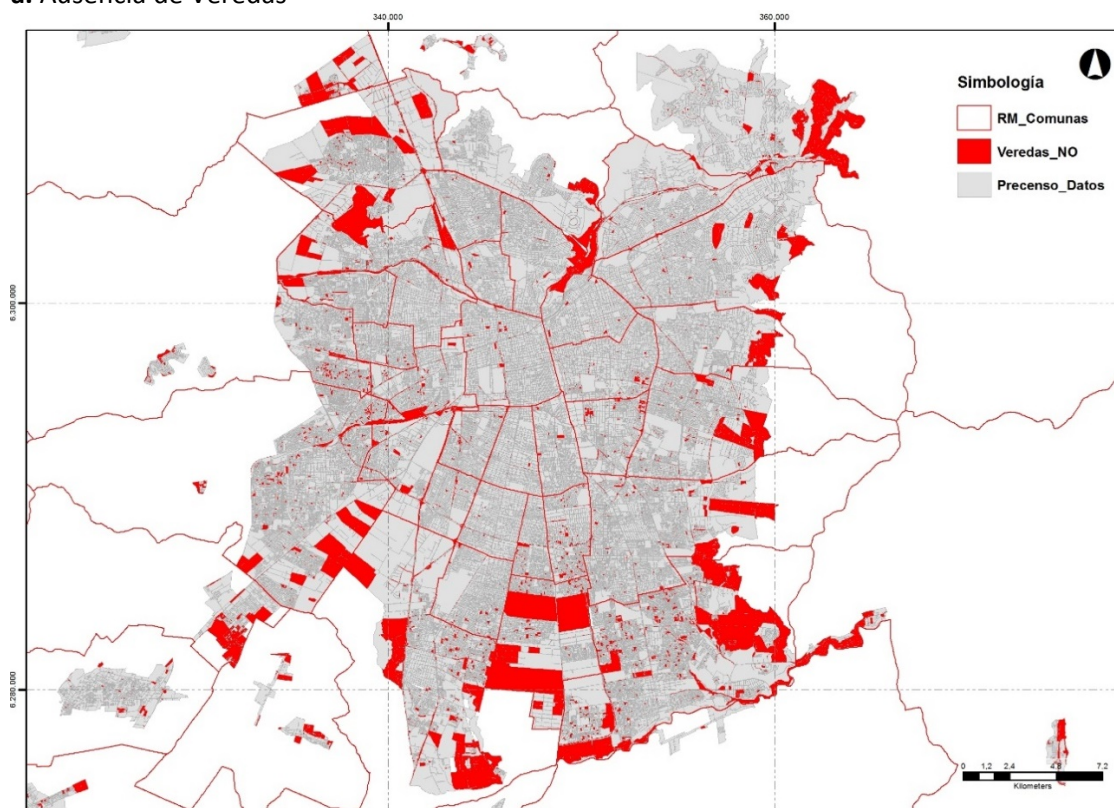 a. Ausencia de Veredas
340.000 360.000
Simbología
RM_Comunas
Veredas_NO
Precenso_Datos
6.300.000
6.280.000
0 1,2 2,4 4,8 7,2
Kilometers